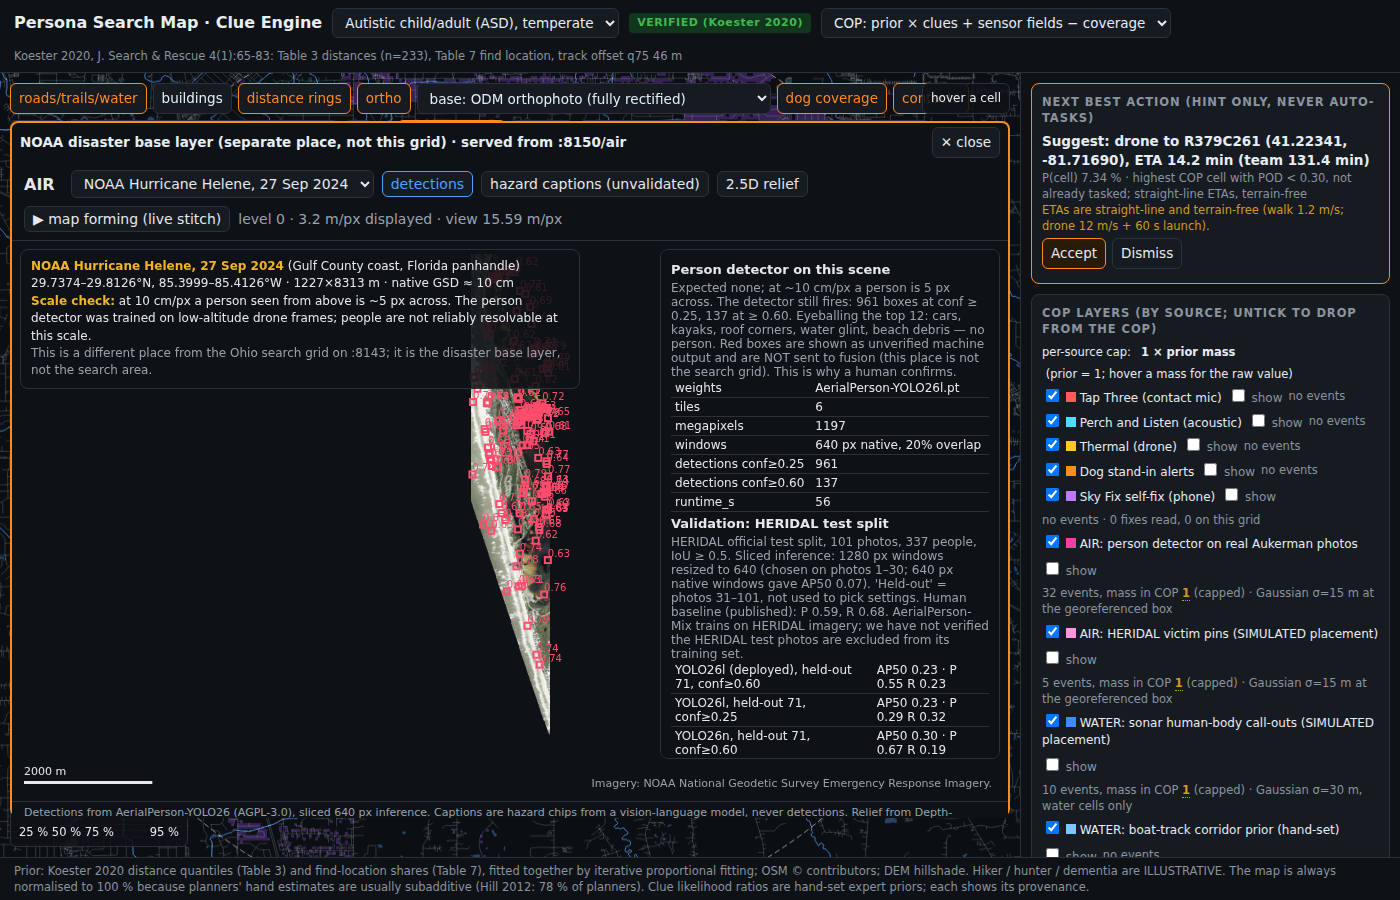 Persona Search Map · Clue Engine
Autistic child/adult (ASD), temperate
VERIFIED (Koester 2020)
COP: prior × clues + sensor fields − coverage
Koester 2020, J. Search & Rescue 4(1):65-83: Table 3 distances (n=233), Table 7 find location, track offset q75 46 m
roads/trails/water
buildings
distance rings
ortho
base: ODM orthophoto (fully rectified)
dog coverage
hover a cell
NOAA disaster base layer (separate place, not this grid) · served from :8150/air
✕ close
AIR
NOAA Hurricane Helene, 27 Sep 2024
detections
hazard captions (unvalidated)
2.5D relief
▶ map forming (live stitch)
level 0 · 3.2 m/px displayed · view 15.59 m/px
NOAA Hurricane Helene, 27 Sep 2024 (Gulf County coast, Florida panhandle)
29.7374–29.8126°N, 85.3999–85.4126°W · 1227×8313 m · native GSD ≈ 10 cm
Scale check: at 10 cm/px a person seen from above is ~5 px across. The person
detector was trained on low-altitude drone frames; people are not reliably resolvable at
this scale.
This is a different place from the Ohio search grid on :8143; it is the disaster base layer,
not the search area.
0.72
0.77
0.62
0.63
0.76
0.74
0.74
2000 m
Person detector on this scene
Expected none; at ~10 cm/px a person is 5 px
across. The detector still fires: 961 boxes at conf ≥
0.25, 137 at ≥ 0.60. Eyeballing the top 12: cars,
kayaks, roof corners, water glint, beach debris — no
person. Red boxes are shown as unverified machine
output and are NOT sent to fusion (this place is not
the search grid). This is why a human confirms.
weights AerialPerson-YOLO26l.pt
tiles 6
megapixels 1197
windows 640 px native, 20% overlap
detections conf≥0.25 961
detections conf≥0.60 137
runtime_s 56
Validation: HERIDAL test split
HERIDAL official test split, 101 photos, 337 people,
IoU ≥ 0.5. Sliced inference: 1280 px windows
resized to 640 (chosen on photos 1–30; 640 px
native windows gave AP50 0.07). 'Held-out' =
photos 31–101, not used to pick settings. Human
baseline (published): P 0.59, R 0.68. AerialPerson-
Mix trains on HERIDAL imagery; we have not verified
the HERIDAL test photos are excluded from its
training set.
YOLO26l (deployed), held-out AP50 0.23 · P
71, conf≥0.60 0.55 R 0.23
YOLO26l, held-out 71, AP50 0.23 · P
conf≥0.25 0.29 R 0.32
YOLO26n, held-out 71, AP50 0.30 · P
conf≥0.60 0.67 R 0.19
Imagery: NOAA National Geodetic Survey Emergency Response Imagery.
Detections from AerialPerson-YOLO26 (AGPL-3.0), sliced 640 px inference. Captions are hazard chips from a vision-language model, never detections. Relief from Depth-
25 % 50 % 75 % 95 %
NEXT BEST ACTION (HINT ONLY, NEVER AUTO-
TASKS)
Suggest: drone to R379C261 (41.22341,
-81.71690), ETA 14.2 min (team 131.4 min)
P(cell) 7.34 % · highest COP cell with POD < 0.30, not
already tasked; straight-line ETAs, terrain-free
ETAs are straight-line and terrain-free (walk 1.2 m/s;
drone 12 m/s + 60 s launch).
Accept
Dismiss
COP LAYERS (BY SOURCE; UNTICK TO DROP
FROM THE COP)
per-source cap: 1 × prior mass
(prior = 1; hover a mass for the raw value)
Tap Three (contact mic) show no events
Perch and Listen (acoustic) show no events
Thermal (drone) show no events
Dog stand-in alerts show no events
Sky Fix self-fix (phone) show
no events · 0 fixes read, 0 on this grid
AIR: person detector on real Aukerman photos
show
32 events, mass in COP 1 (capped) · Gaussian σ=15 m at
the georeferenced box
AIR: HERIDAL victim pins (SIMULATED placement)
show
5 events, mass in COP 1 (capped) · Gaussian σ=15 m at
the georeferenced box
WATER: sonar human-body call-outs (SIMULATED
placement)
show
10 events, mass in COP 1 (capped) · Gaussian σ=30 m,
water cells only
WATER: boat-track corridor prior (hand-set)
show no events
Prior: Koester 2020 distance quantiles (Table 3) and find-location shares (Table 7), fitted together by iterative proportional fitting; OSM © contributors; DEM hillshade. Hiker / hunter / dementia are ILLUSTRATIVE. The map is always
normalised to 100 % because planners' hand estimates are usually subadditive (Hill 2012: 78 % of planners). Clue likelihood ratios are hand-set expert priors; each shows its provenance.